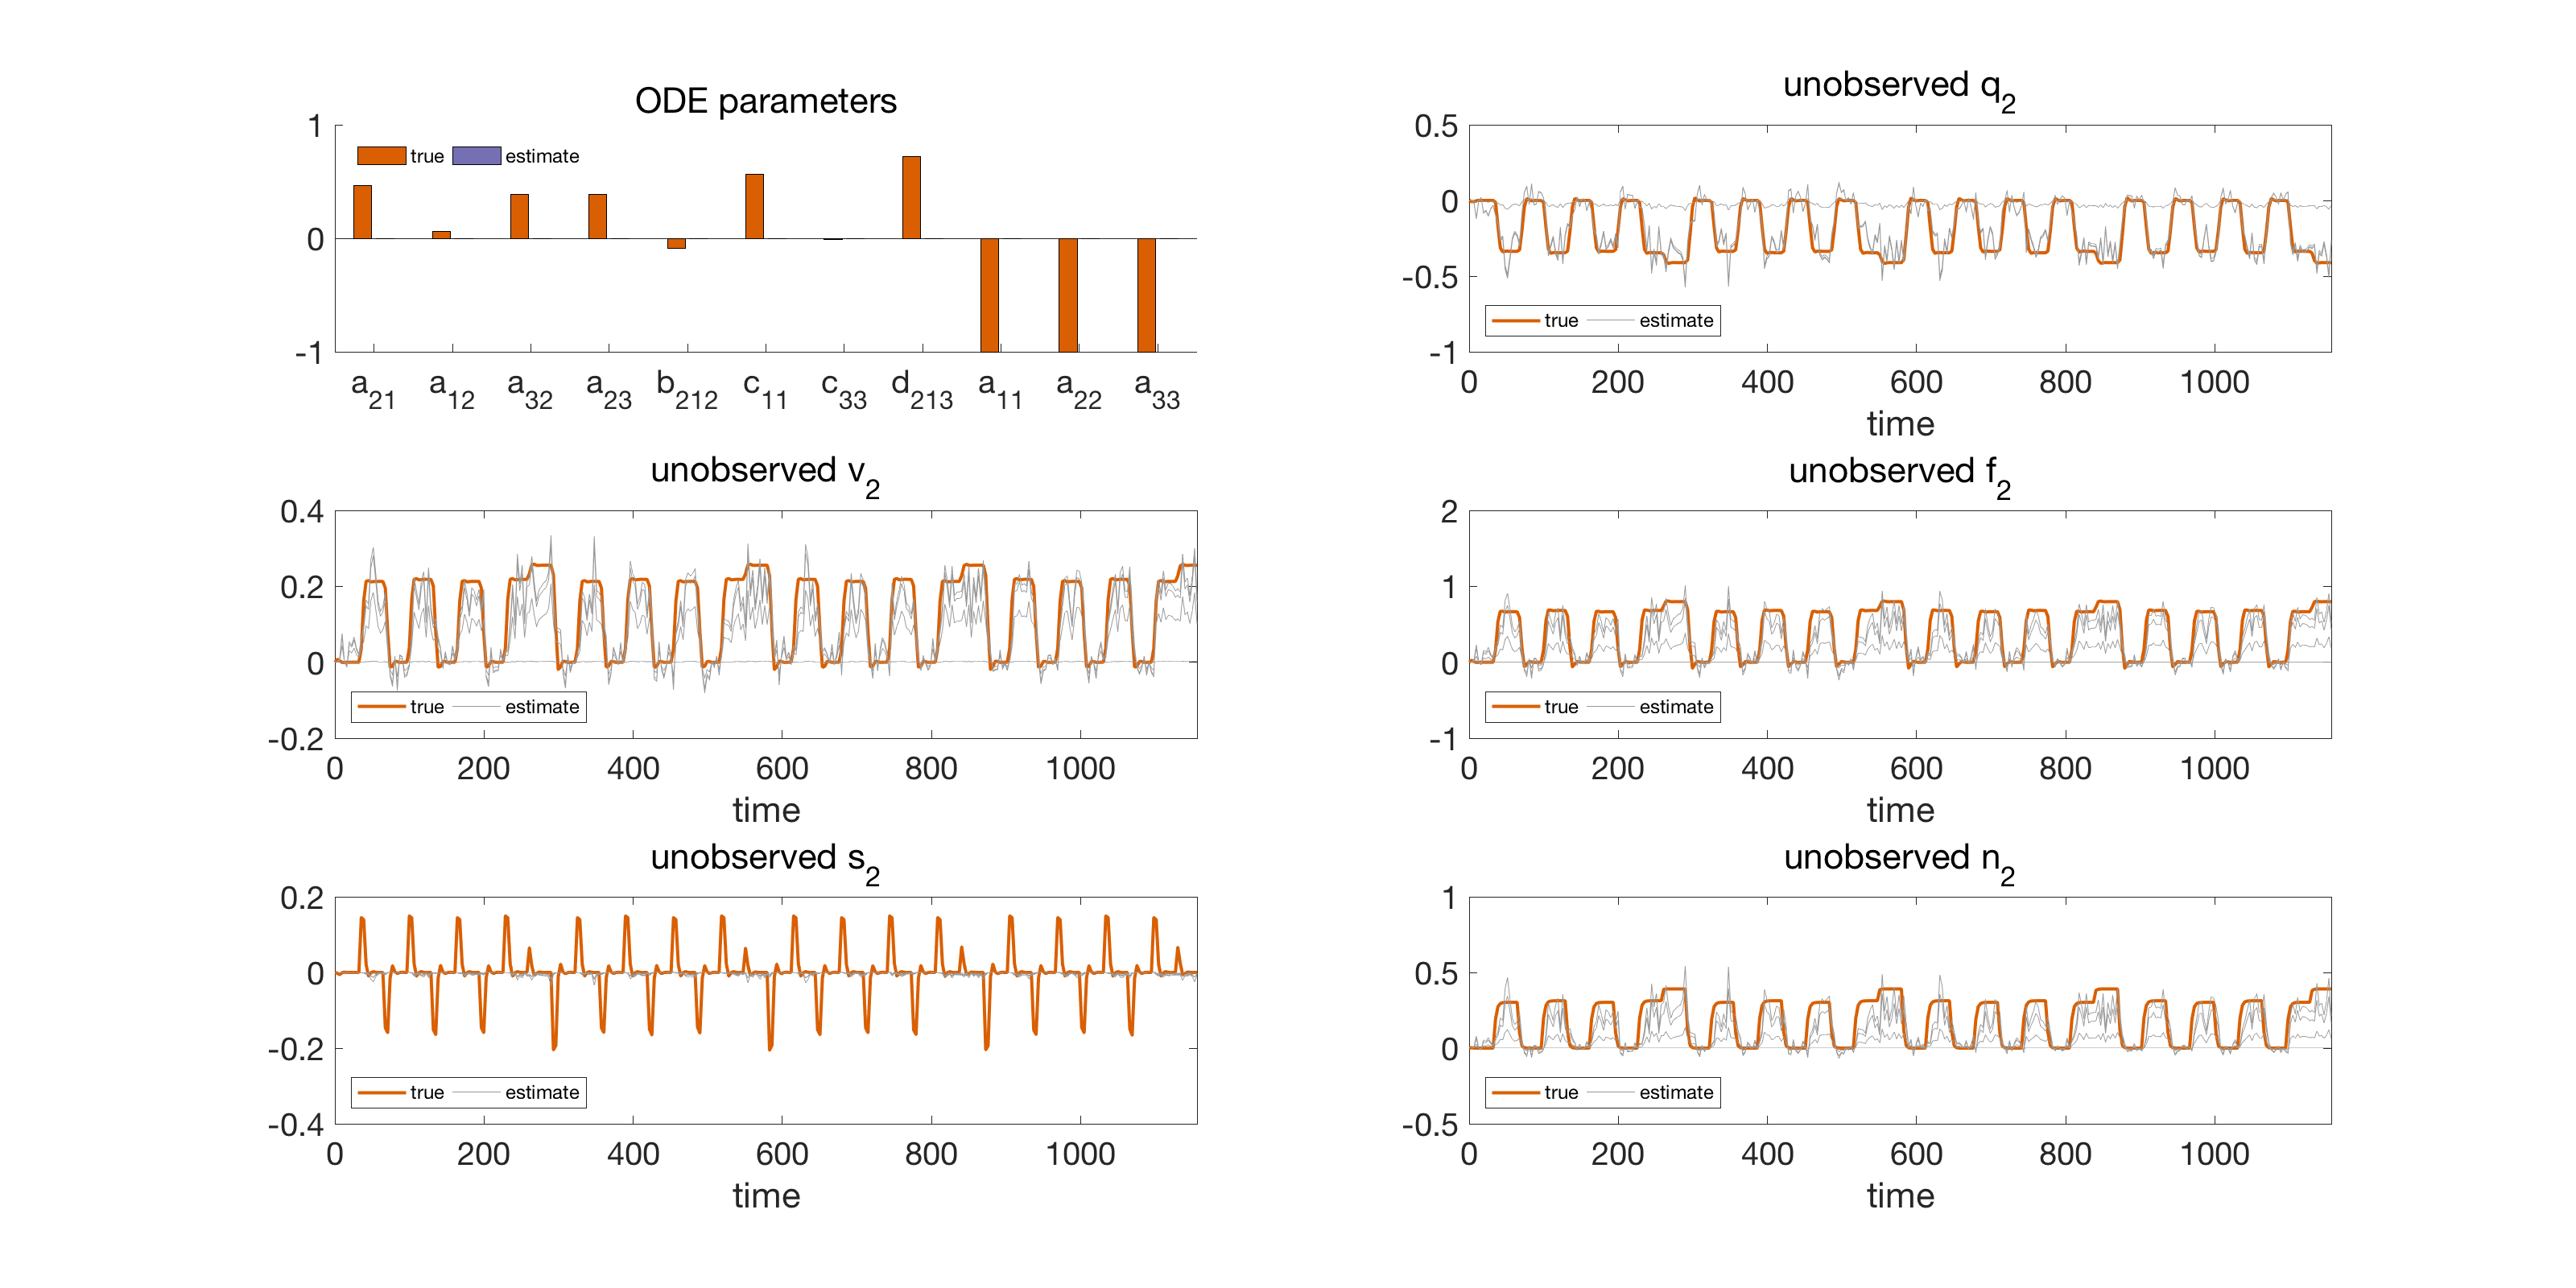 ODE parameters
1
0
-1
true estimate
a21 a12 a32 a23 b212 c11 c33 d213 a11 a22 a33
unobserved q2
0.5
0
-0.5
-1
true estimate
0 200 400 600 800 1000
time
unobserved v2
0.4
0.2
0
-0.2
true estimate
0 200 400 600 800 1000
time
unobserved f2
2
1
0
-1
true estimate
0 200 400 600 800 1000
time
unobserved s2
0.2
0
-0.2
-0.4
true estimate
0 200 400 600 800 1000
time
unobserved n2
1
0.5
0
-0.5
true estimate
0 200 400 600 800 1000
time